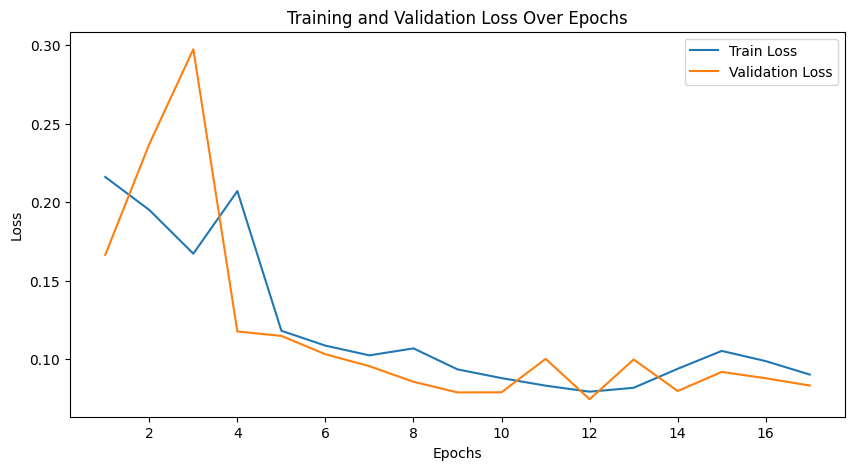 Training and Validation Loss Over Epochs
Train Loss
Validation Loss
0.30
0.25
0.20
0.15
0.10
Loss
2 4 6 8 10 12 14 16
Epochs